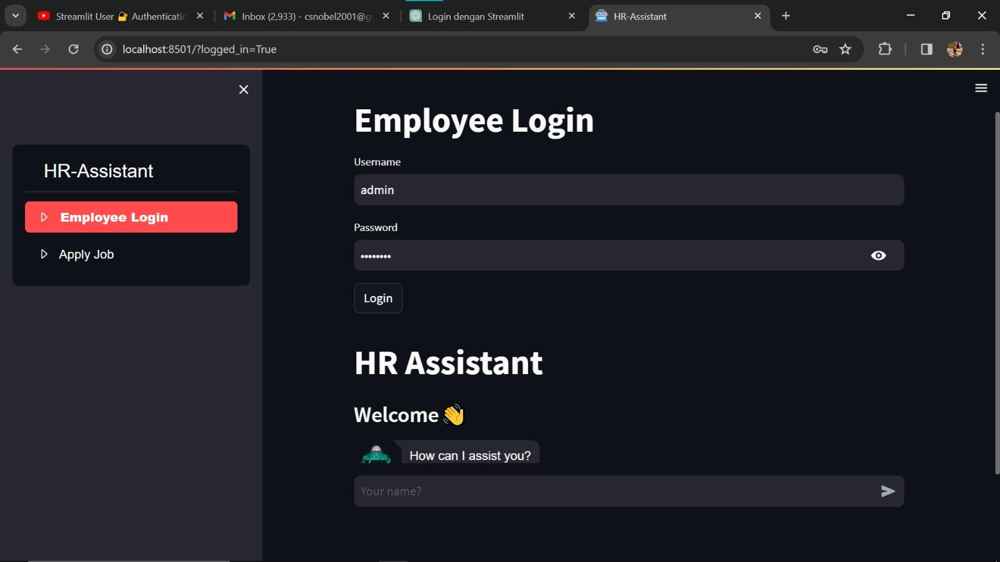 Streamlit User 🔐 Authenticatio
Inbox (2,933) - csnobel2001@g
Login dengan Streamlit
HR-Assistant
localhost:8501/?logged_in=True
HR-Assistant
Employee Login
Apply Job
Employee Login
Username
admin
Password
••••••••
Login
HR Assistant
Welcome 👋
How can I assist you?
Your name?